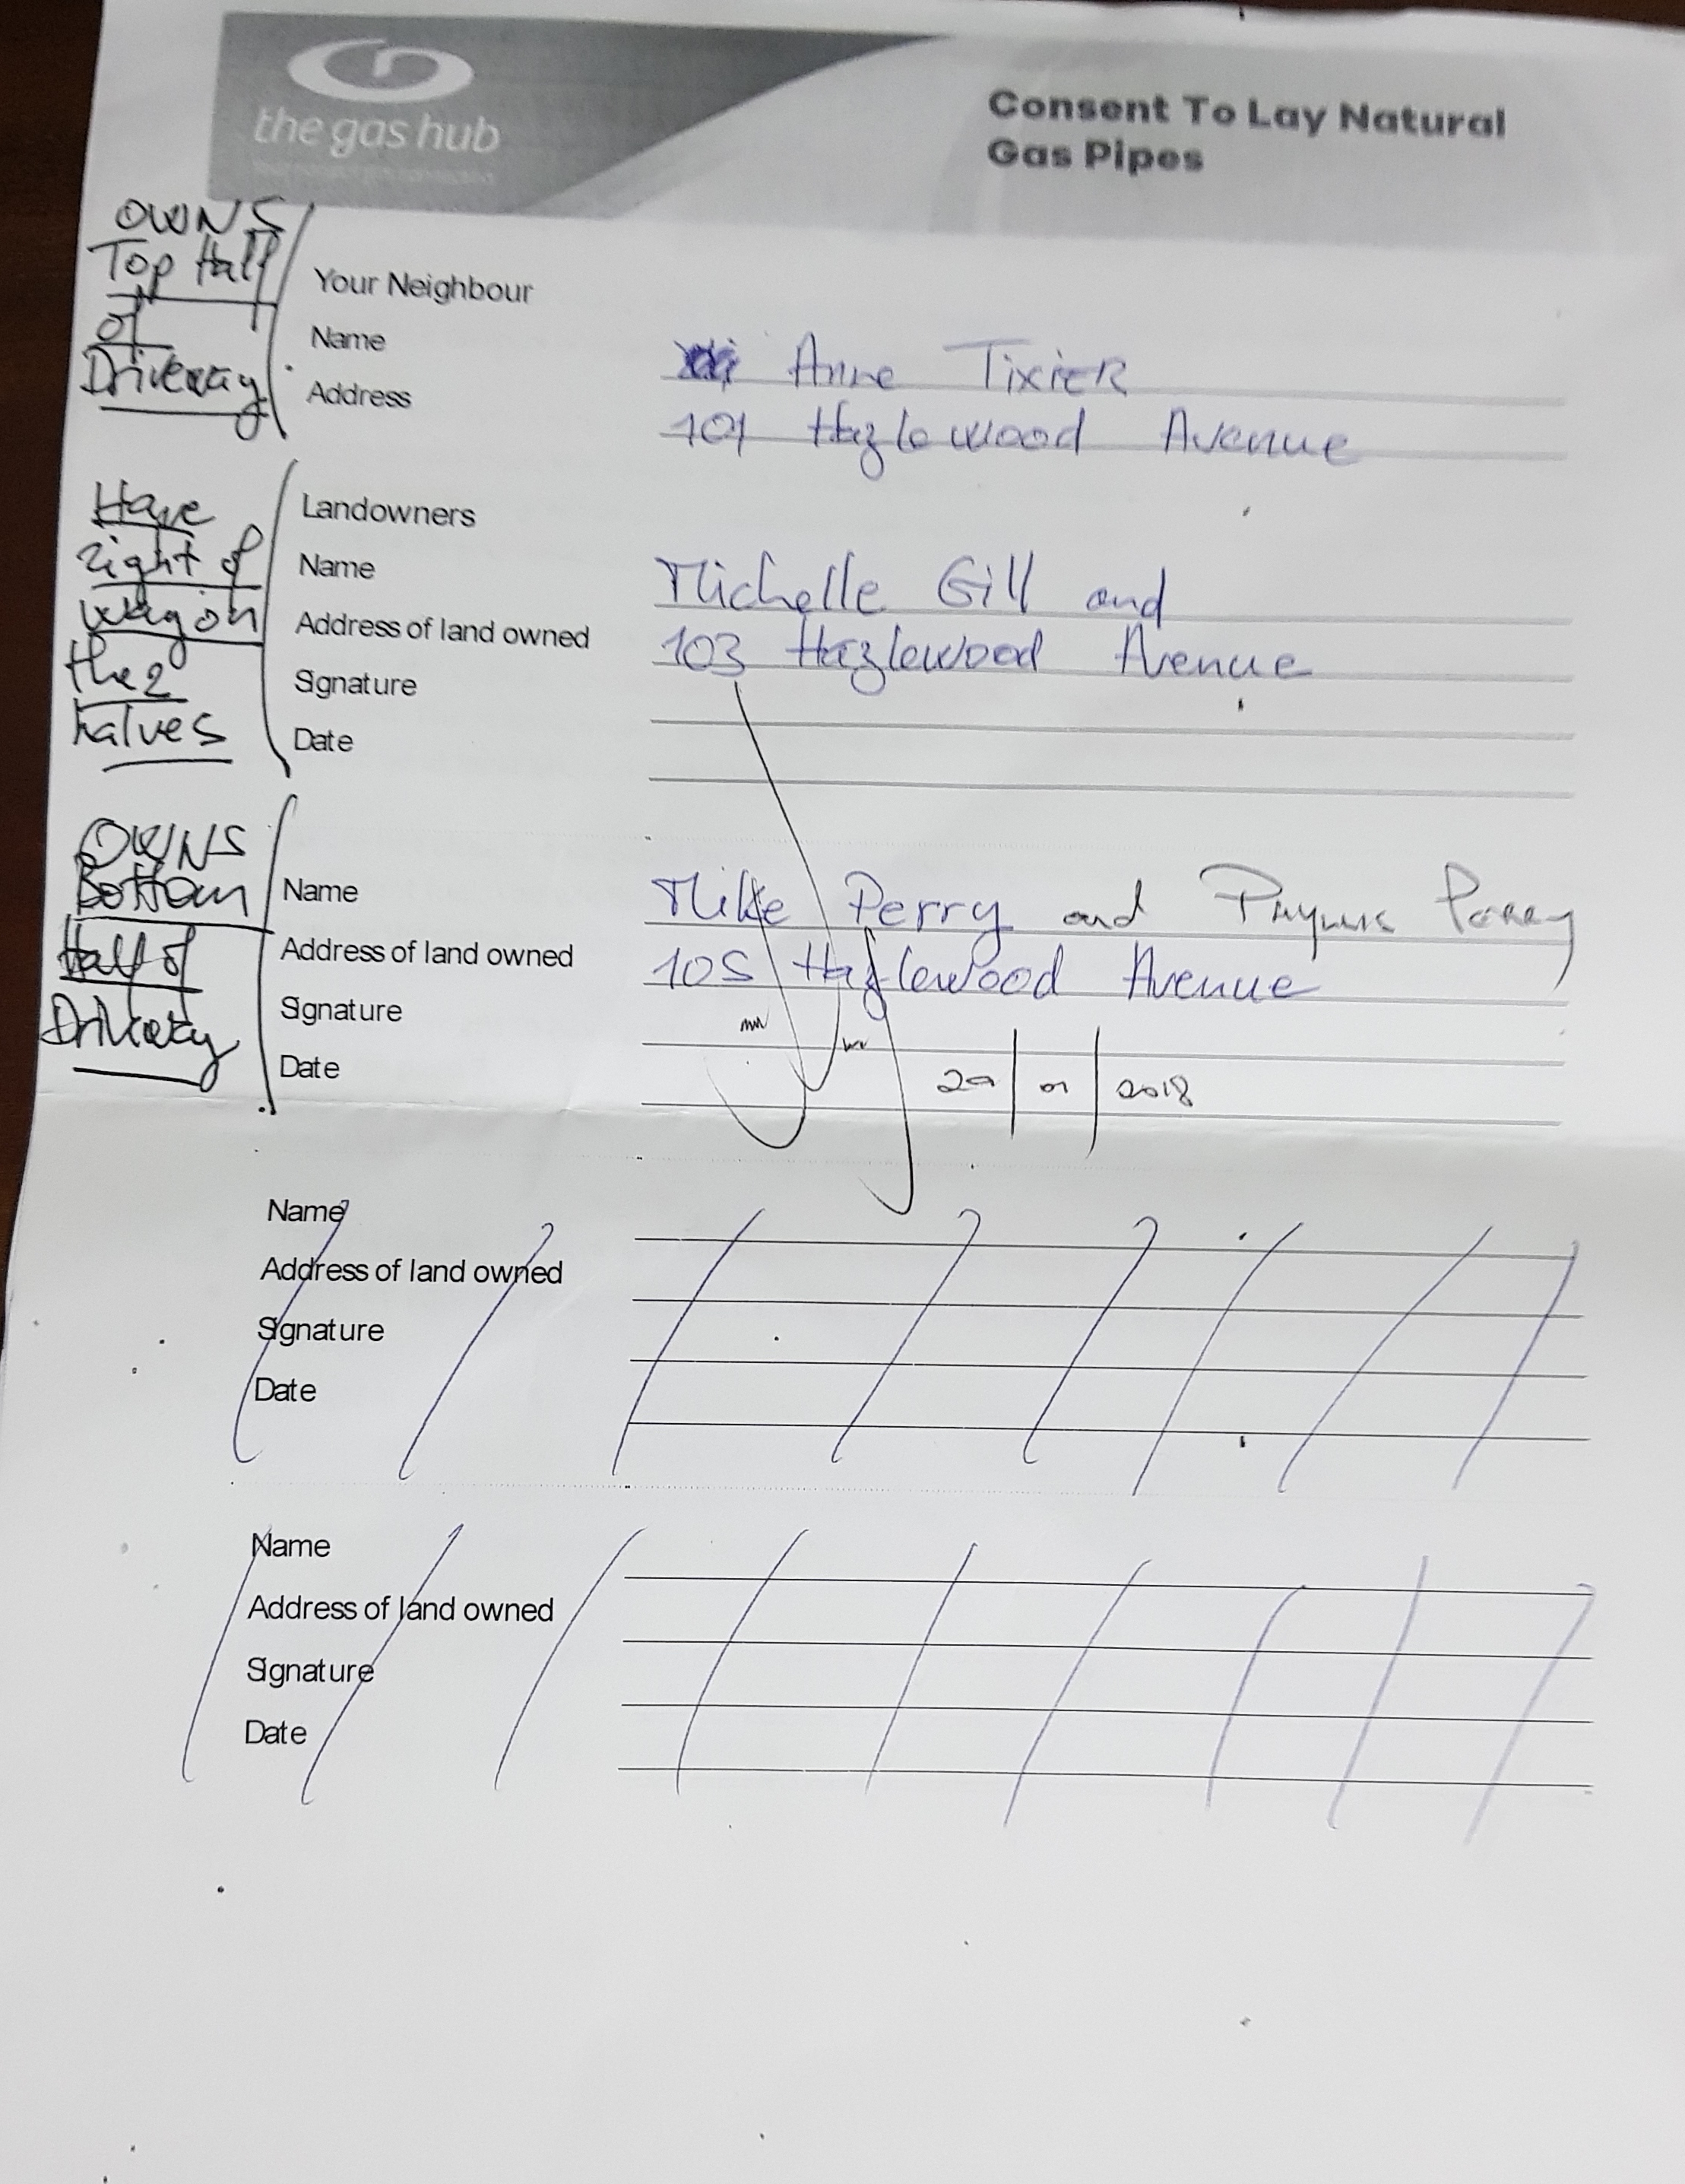 the gas hub
Consent To Lay Natural
Gas Pipes
OWNS
Top Half
of
Driveway
Your Neighbour
Name
Anne Tixier
Address
101 Hazlewood Avenue
Have
right of
way on
the 2
halves
Landowners
Name
Michelle Gill and
Address of land owned
103 Hazlewood Avenue
Signature
Date
OWNS
Bottom
Half of
Driveway
Name
Mike Perry and Perry
Address of land owned
105 Hazlewood Avenue
Signature
Date
29 | 01 | 2018
Name
Address of land owned
Signature
Date
Name
Address of land owned
Signature
Date